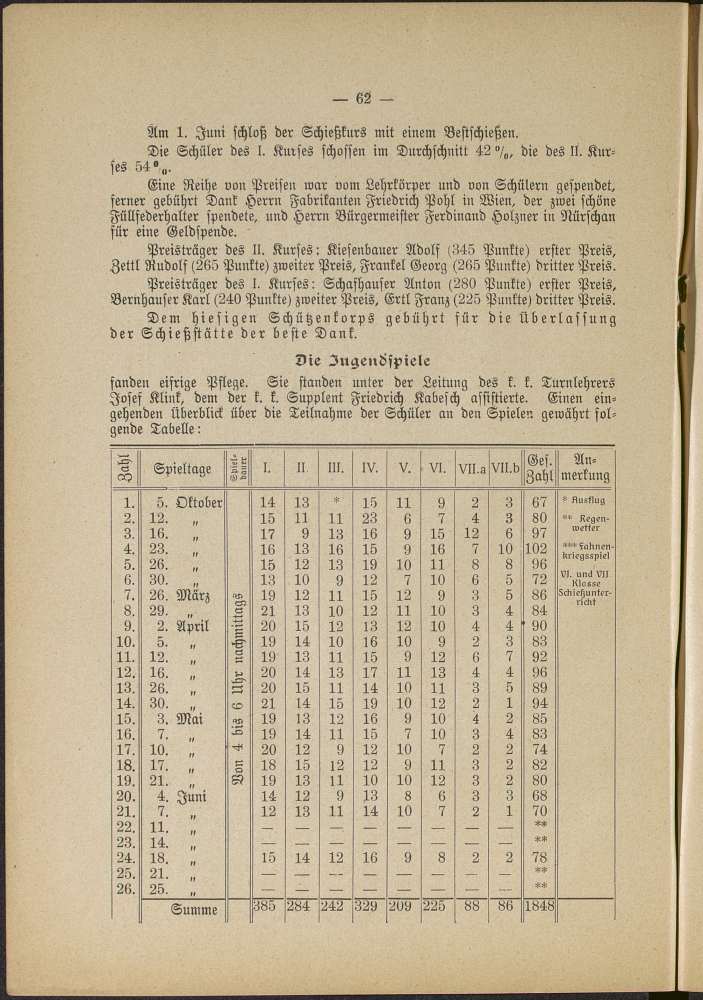 — 62 —
Am 1. Juni schloß der Schießkurs mit einem Bestschießen.
Die Schüler des I. Kurses schossen im Durchschnitt 42 %, die des II. Kur-
ses 54 %.
Eine Reihe von Preisen war vom Lehrkörper und von Schülern gespendet,
ferner gebührt Dank Herrn Fabrikanten Friedrich Pohl in Wien, der zwei schöne
Füllfederhalter spendete, und Herrn Bürgermeister Ferdinand Holzner in Nürschan
für eine Geldspende.
Preisträger des II. Kurses: Kiesenbauer Adolf (345 Punkte) erster Preis,
Zettl Rudolf (265 Punkte) zweiter Preis, Frankel Georg (265 Punkte) dritter Preis.
Preisträger des I. Kurses: Schafhauser Anton (280 Punkte) erster Preis,
Bernhauser Karl (240 Punkte) zweiter Preis, Ertl Franz (225 Punkte) dritter Preis.
Dem hiesigen Schützenkorps gebührt für die Überlassung
der Schießstätte der beste Dank.
Die Jugendspiele
fanden eifrige Pflege. Sie standen unter der Leitung des k. k. Turnlehrers
Josef Klink, dem der k. k. Supplent Friedrich Kabesch assistierte. Einen ein-
gehenden Überblick über die Teilnahme der Schüler an den Spielen gewährt fol-
gende Tabelle:
Zahl Spieltage Spiel-dauer I. II. III. IV. V. VI. VII.a VII.b Ges. Zahl An-merkung
1. 5. Oktober 14 13 * 15 11 9 2 3 67 * Ausflug
2. 12. „ 15 11 11 23 6 7 4 3 80 ** Regen-
3. 16. „ 17 9 13 16 9 15 12 6 97 wetter
4. 23. „ 16 13 16 15 9 16 7 10 102 *** Fahnen-
kriegsspiel
5. 26. „ 15 12 13 19 10 11 8 8 96
6. 30. „ 13 10 9 12 7 10 6 5 72 VI. und VII
Klasse
7. 26. März 19 12 11 15 12 9 3 5 86 Schießunter-
richt
8. 29. „ 21 13 10 12 11 10 3 4 84
9. 2. April 20 15 12 13 12 10 4 4 90
10. 5. „ 19 14 10 16 10 9 2 3 83
11. 12. „ 19 13 11 15 9 12 6 7 92
12. 16. „ 20 14 13 17 11 13 4 4 96
13. 26. „ 20 15 11 14 10 11 3 5 89
14. 30. „ 21 14 15 19 10 12 2 1 94
15. 3. Mai 19 13 12 16 9 10 4 2 85
16. 7. „ 19 14 11 15 7 10 3 4 83
17. 10. „ 20 12 9 12 10 7 2 2 74
18. 17. „ 18 15 12 12 9 11 3 2 82
19. 21. „ 19 13 11 10 10 12 3 2 80
20. 4. Juni 14 12 9 13 8 6 3 3 68
21. 7. „ 12 13 11 14 10 7 2 1 70
22. 11. „ — — — — — — — — **
23. 14. „ — — — — — — — — **
24. 18. „ 15 14 12 16 9 8 2 2 78
25. 21. „ — — — — — — — — **
26. 25. „ — — — — — — — — **
Von 4 bis 6 Uhr nachmittags
Summe 385 284 242 329 209 225 88 86 1848